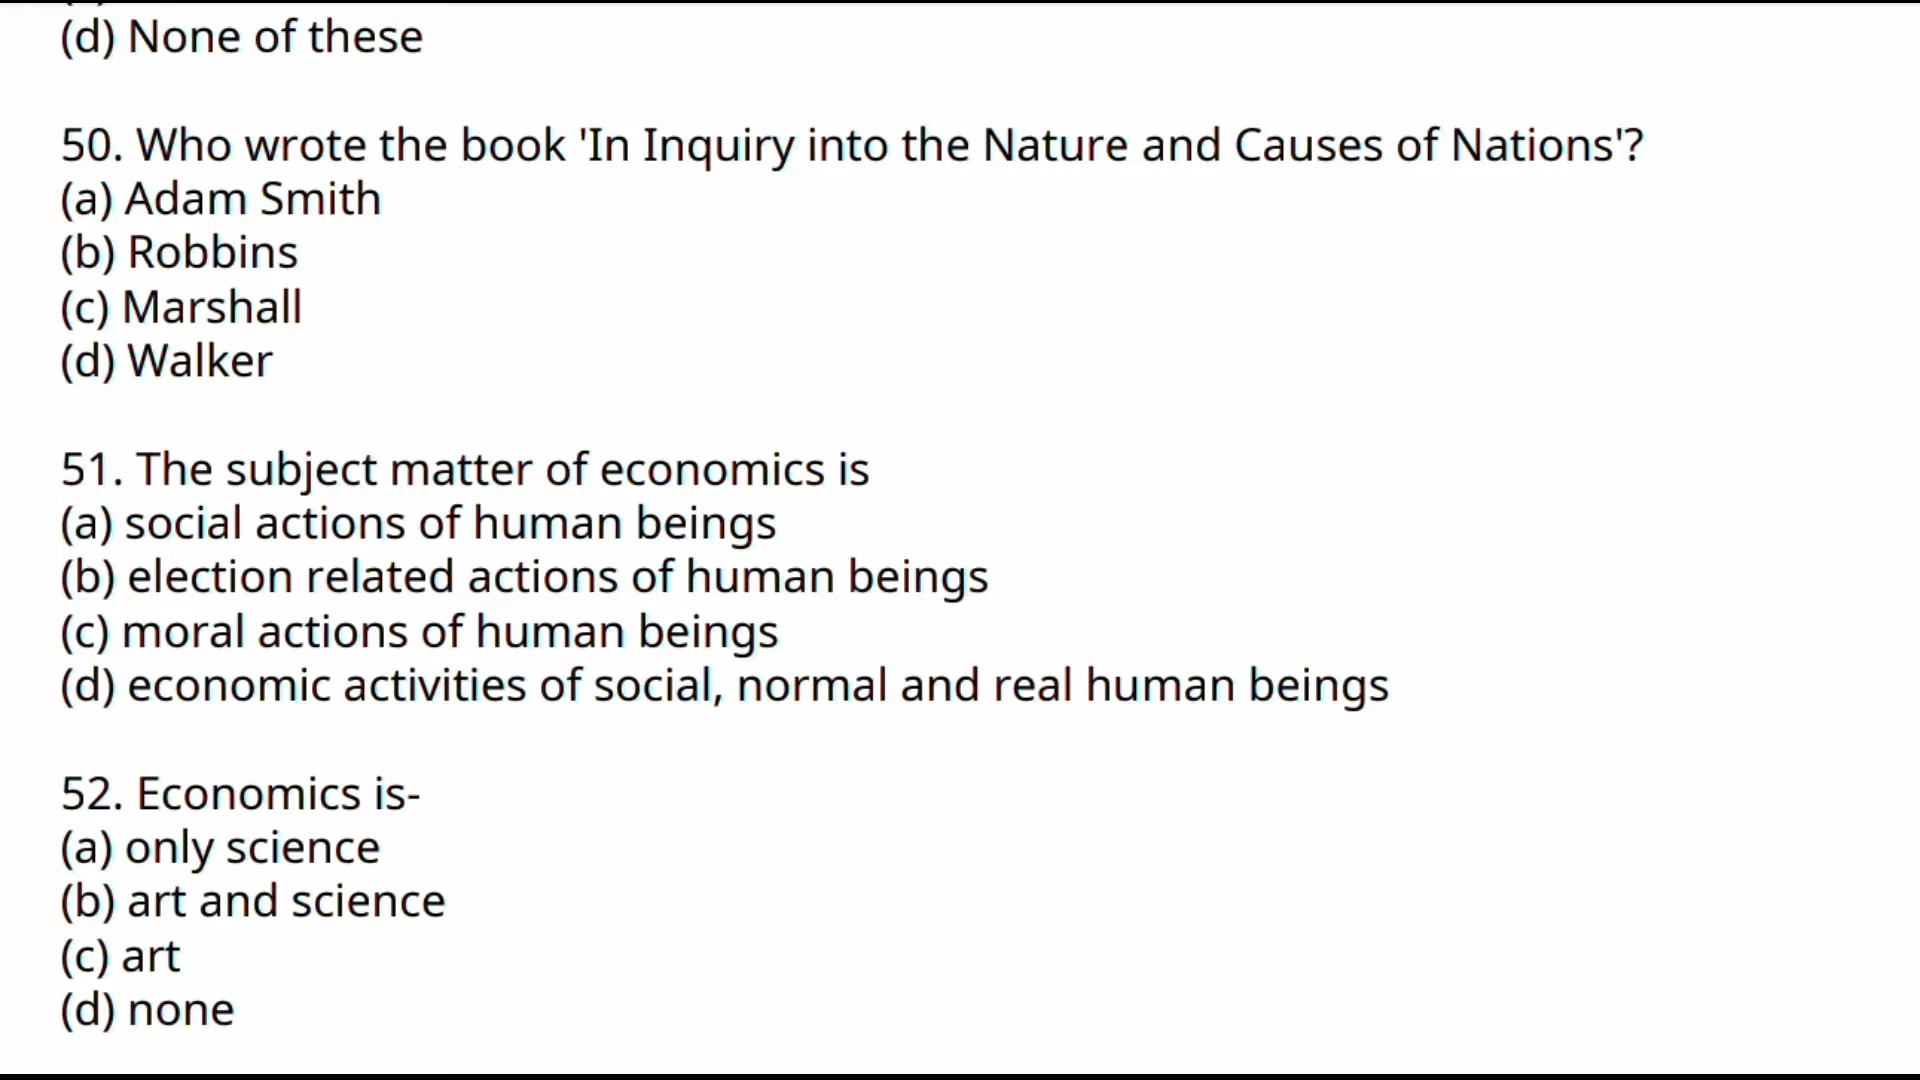 (d) None of these
50. Who wrote the book 'In Inquiry into the Nature and Causes of Nations'?
(a) Adam Smith
(b) Robbins
(c) Marshall
(d) Walker
51. The subject matter of economics is
(a) social actions of human beings
(b) election related actions of human beings
(c) moral actions of human beings
(d) economic activities of social, normal and real human beings
52. Economics is-
(a) only science
(b) art and science
(c) art
(d) none